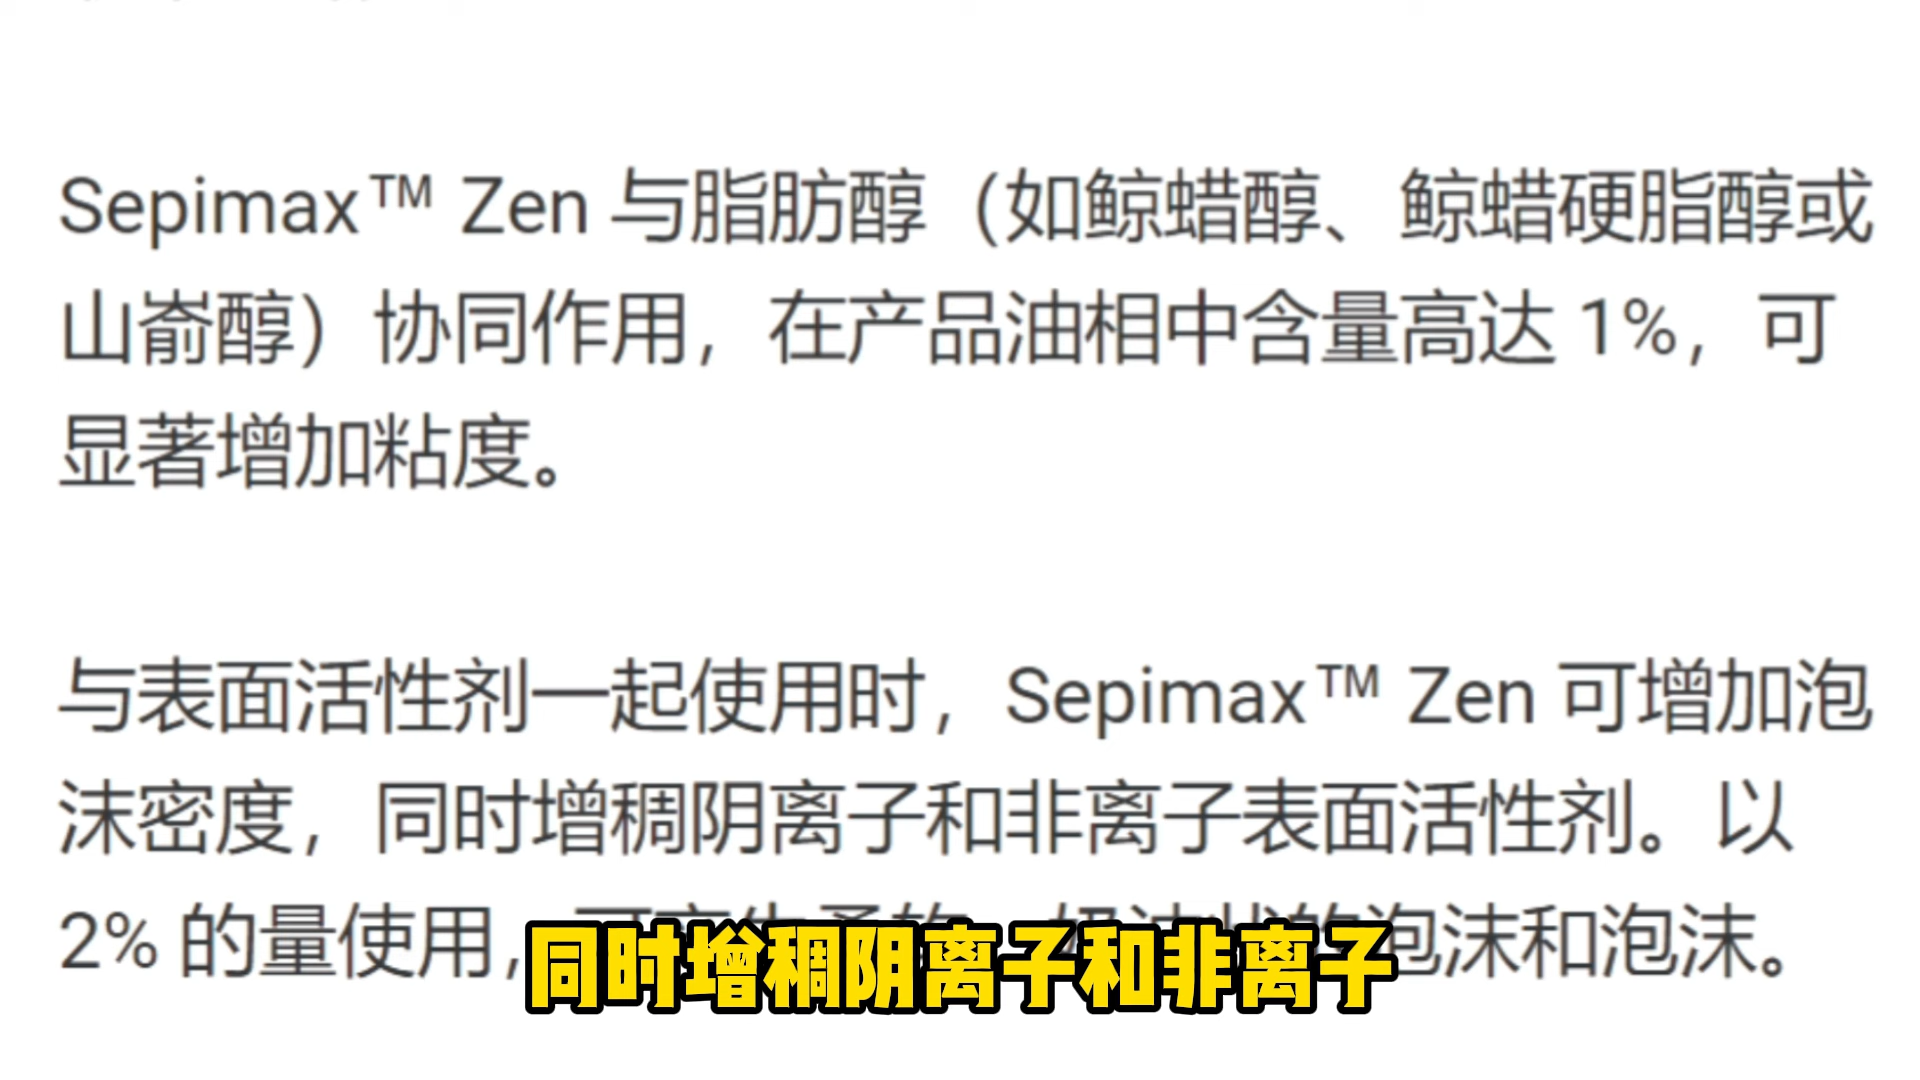 Sepimax™ Zen 与脂肪醇（如鲸蜡醇、鲸蜡硬脂醇或
山嵛醇）协同作用，在产品油相中含量高达 1%，可
显著增加粘度。
与表面活性剂一起使用时，Sepimax™ Zen 可增加泡
沫密度，同时增稠阴离子和非离子表面活性剂。以
2% 的量使用，泡沫和泡沫。
同时增稠阴离子和非离子